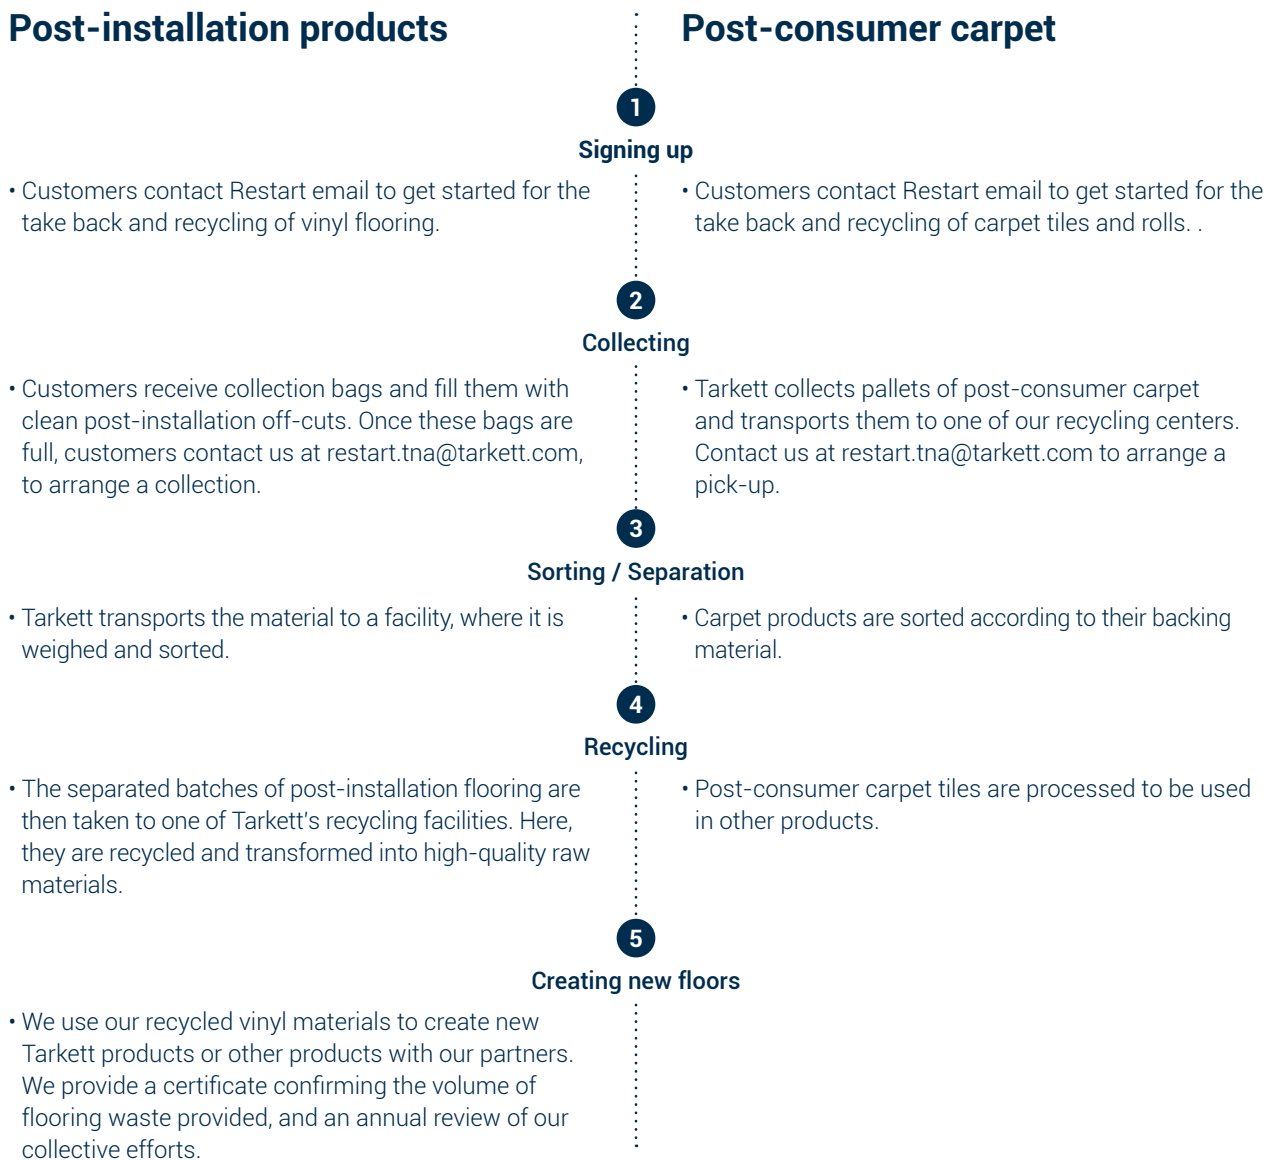 Post-installation products
Post-consumer carpet
1
Signing up
• Customers contact Restart email to get started for the
take back and recycling of vinyl flooring.
• Customers contact Restart email to get started for the
take back and recycling of carpet tiles and rolls. .
2
Collecting
• Customers receive collection bags and fill them with
clean post-installation off-cuts. Once these bags are
full, customers contact us at restart.tna@tarkett.com,
to arrange a collection.
• Tarkett collects pallets of post-consumer carpet
and transports them to one of our recycling centers.
Contact us at restart.tna@tarkett.com to arrange a
pick-up.
3
Sorting / Separation
• Tarkett transports the material to a facility, where it is
weighed and sorted.
• Carpet products are sorted according to their backing
material.
4
Recycling
• The separated batches of post-installation flooring are
then taken to one of Tarkett's recycling facilities. Here,
they are recycled and transformed into high-quality raw
materials.
• Post-consumer carpet tiles are processed to be used
in other products.
5
Creating new floors
• We use our recycled vinyl materials to create new
Tarkett products or other products with our partners.
We provide a certificate confirming the volume of
flooring waste provided, and an annual review of our
collective efforts.